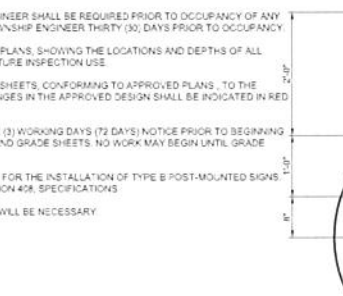 INEER SHALL BE REQUIRED PRIOR TO OCCUPANCY OF ANY
NSHIP ENGINEER THIRTY (30) DAYS PRIOR TO OCCUPANCY.
PLANS, SHOWING THE LOCATIONS AND DEPTHS OF ALL
TURE INSPECTION USE.
SHEETS, CONFORMING TO APPROVED PLANS, TO THE
NGES IN THE APPROVED DESIGN SHALL BE INDICATED IN RED
(3) WORKING DAYS (72 DAYS) NOTICE PRIOR TO BEGINNING
ND GRADE SHEETS. NO WORK MAY BEGIN UNTIL GRADE
FOR THE INSTALLATION OF TYPE B POST-MOUNTED SIGNS.
ON 408, SPECIFICATIONS
WILL BE NECESSARY
2'-0"
1'-0"
6"